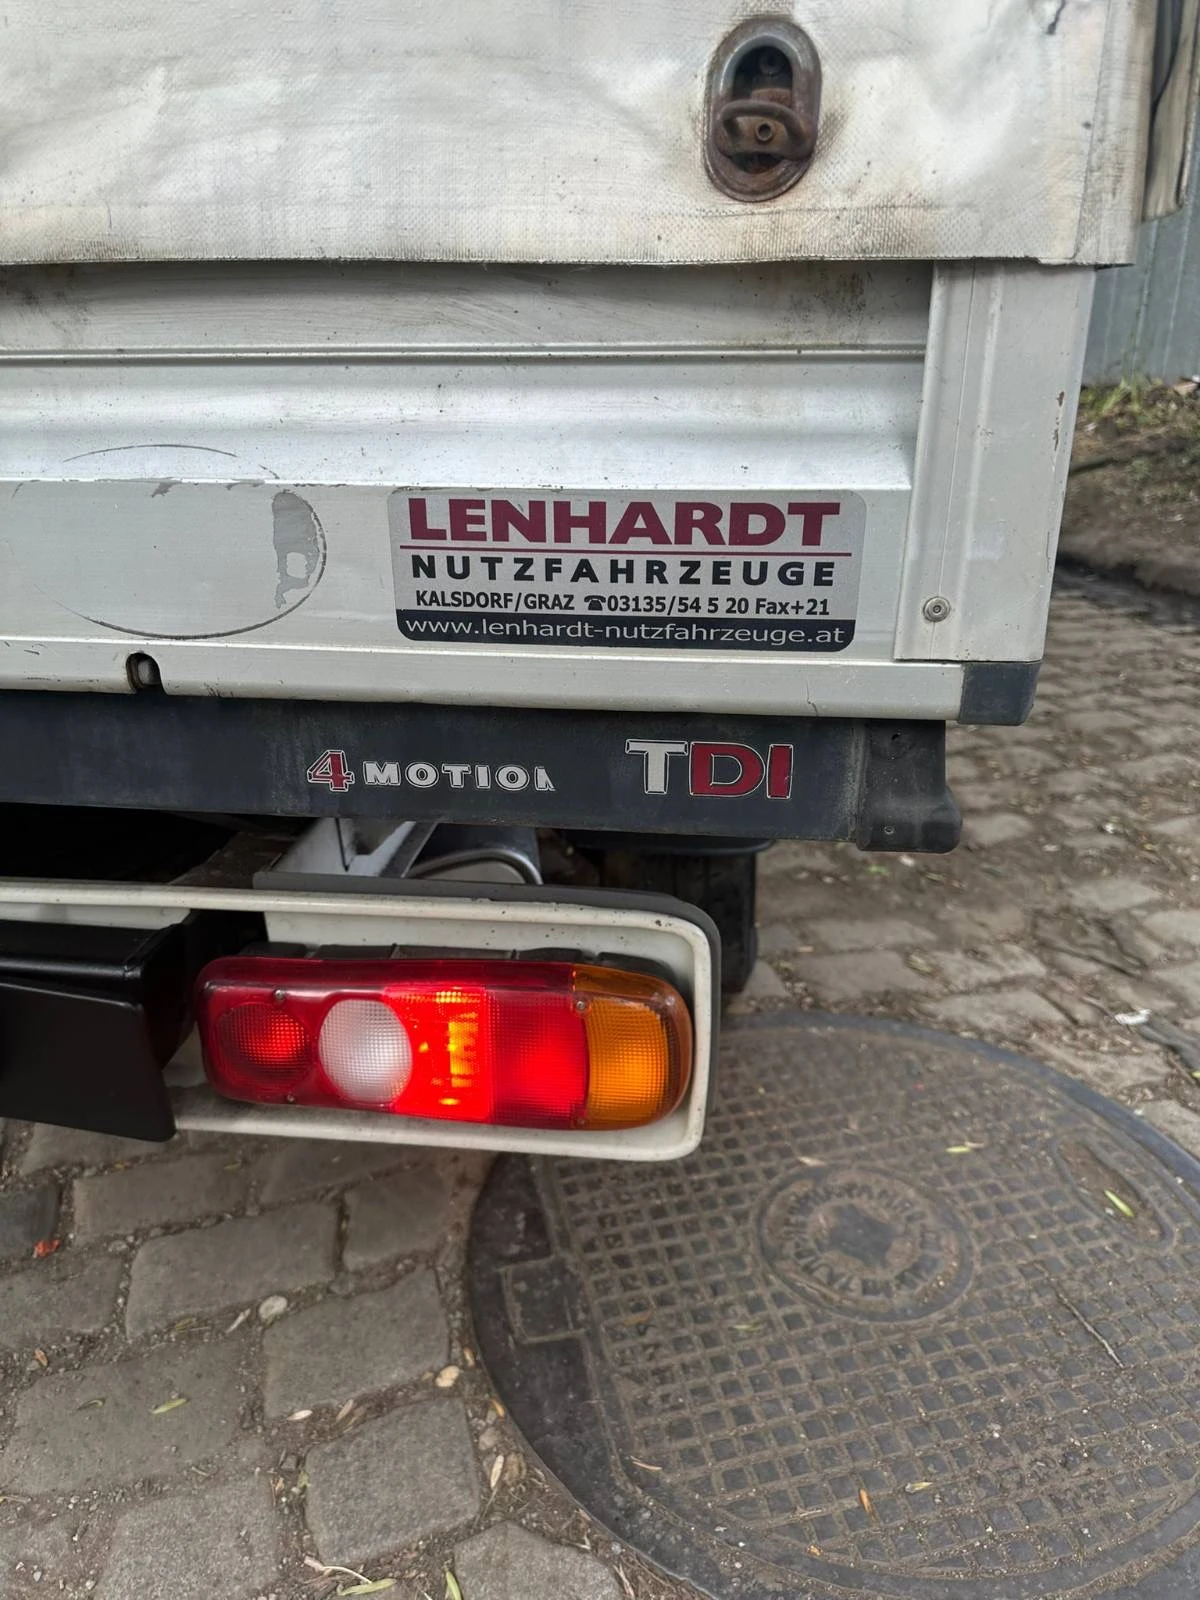 LENHARDT
NUTZFAHRZEUGE
KALSDORF/GRAZ ☎03135/54 5 20 Fax+21
www.lenhardt-nutzfahrzeuge.at
4MOTION TDI